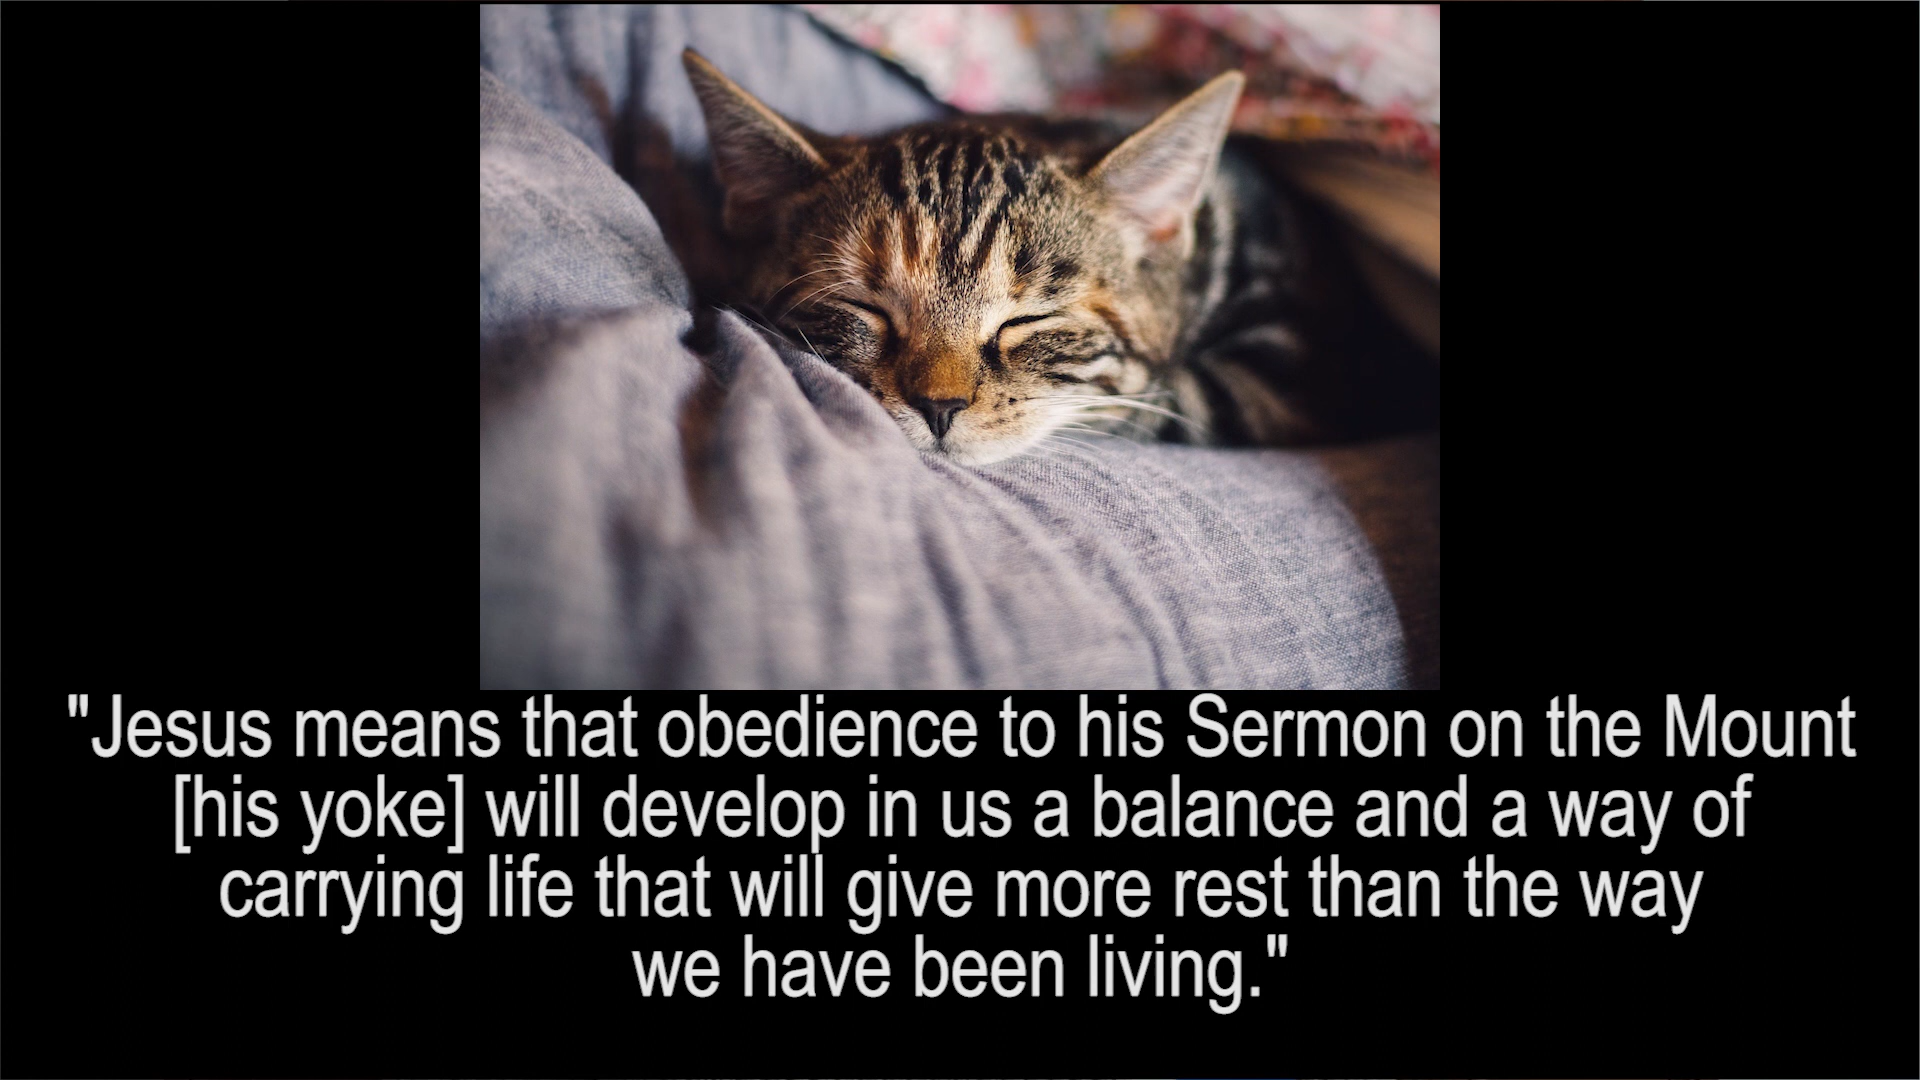 "Jesus means that obedience to his Sermon on the Mount
[his yoke] will develop in us a balance and a way of
carrying life that will give more rest than the way
we have been living."